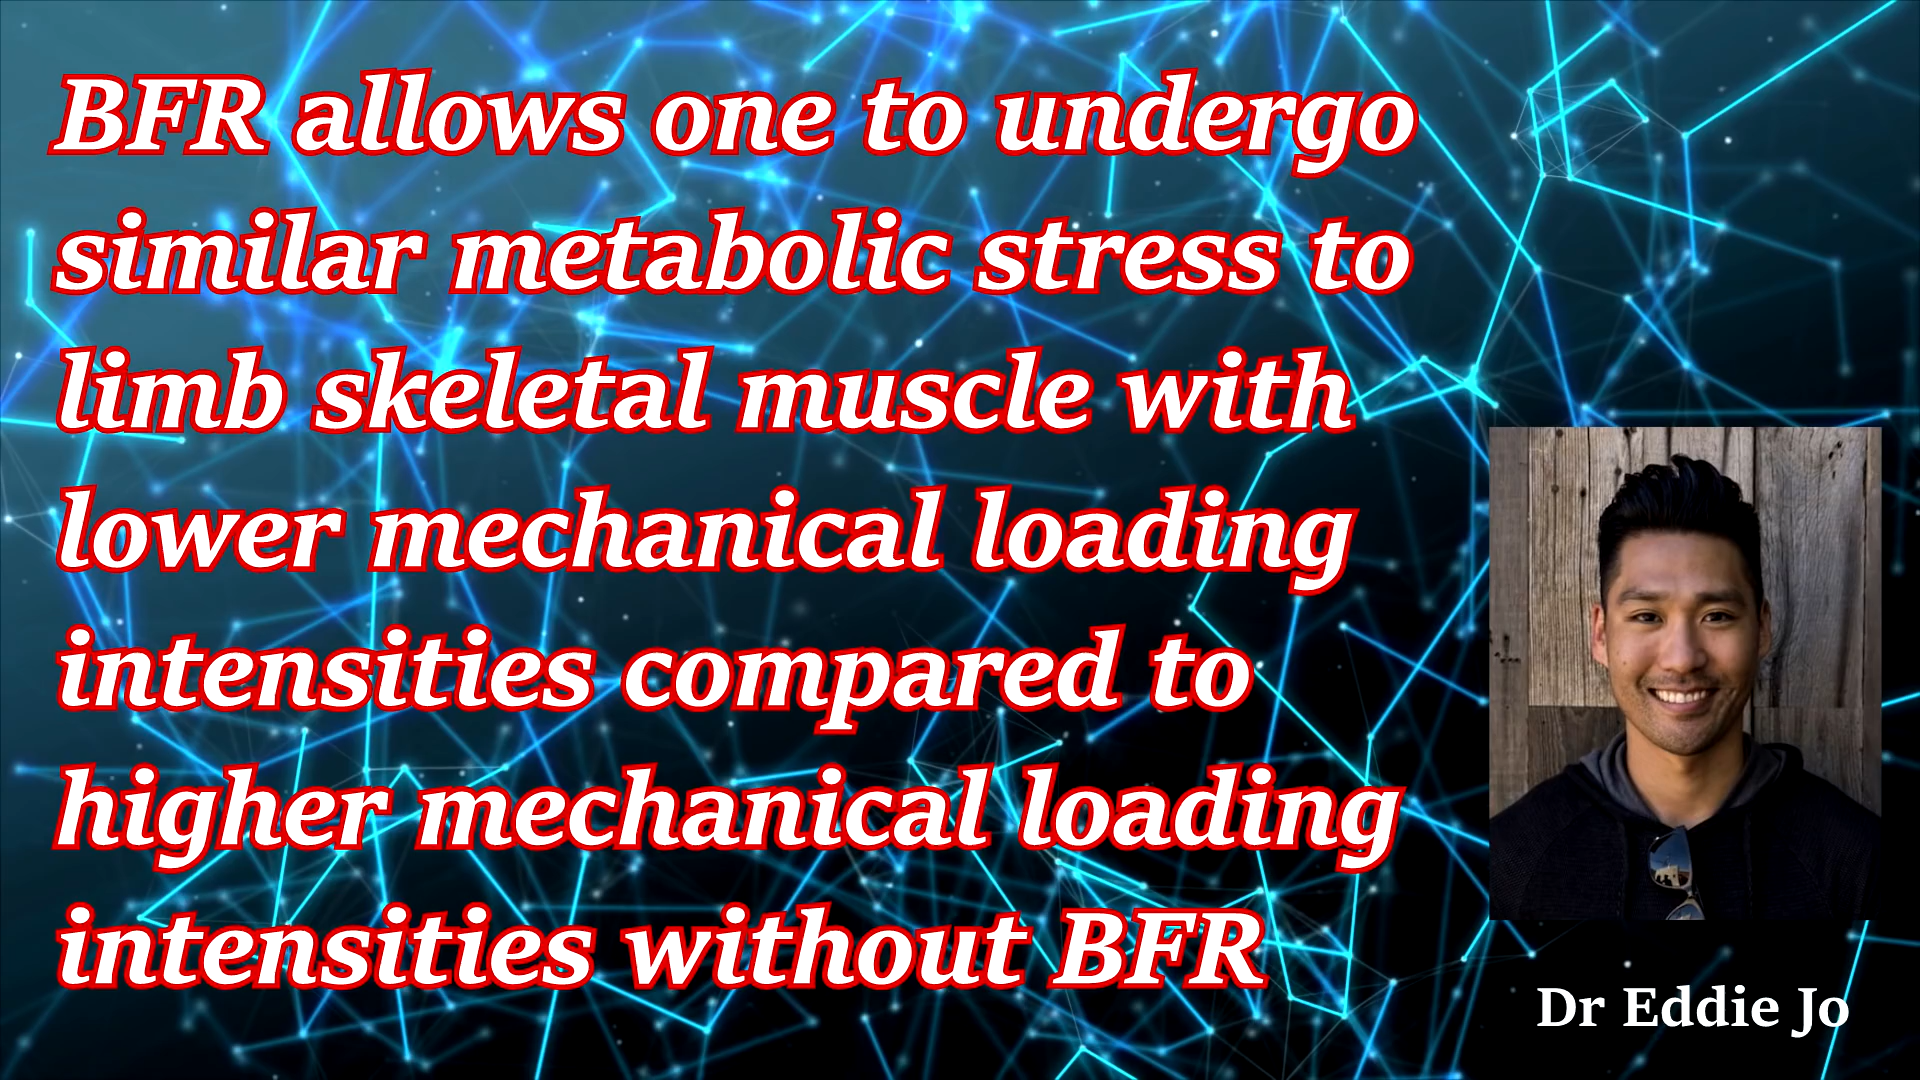 BFR allows one to undergo
similar metabolic stress to
limb skeletal muscle with
lower mechanical loading
intensities compared to
higher mechanical loading
intensities without BFR
Dr Eddie Jo